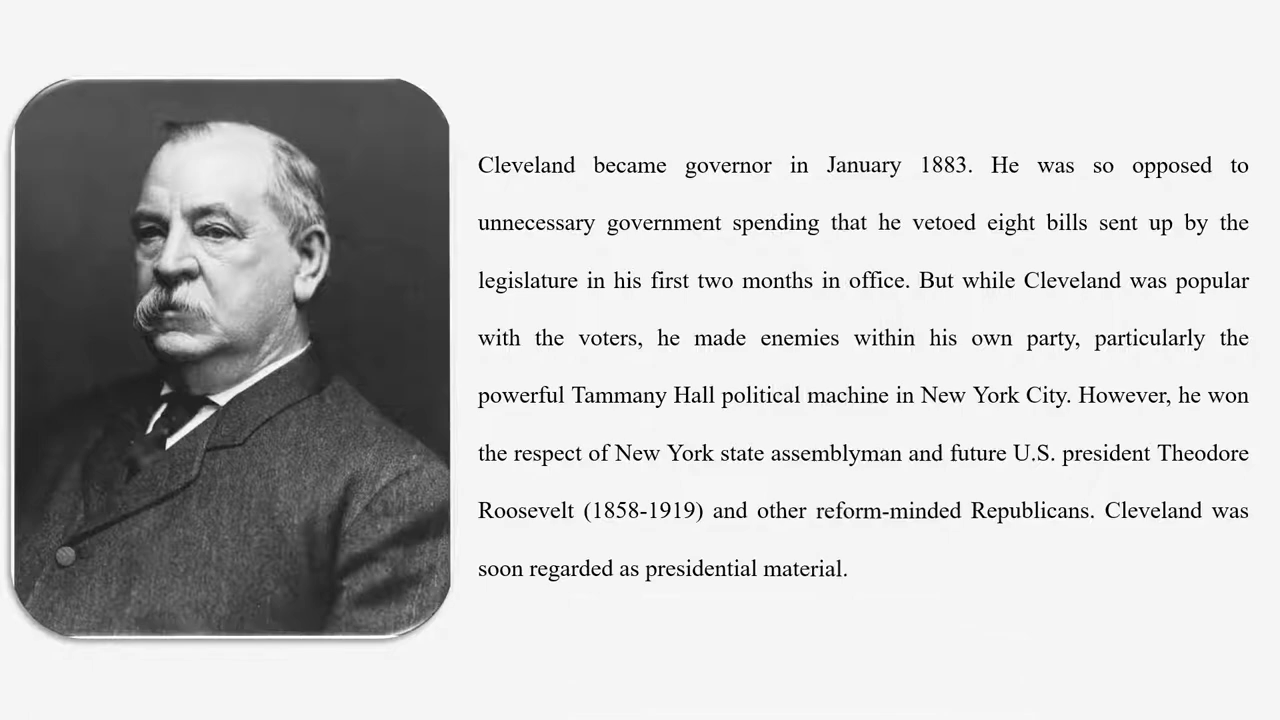 Cleveland became governor in January 1883. He was so opposed to
unnecessary government spending that he vetoed eight bills sent up by the
legislature in his first two months in office. But while Cleveland was popular
with the voters, he made enemies within his own party, particularly the
powerful Tammany Hall political machine in New York City. However, he won
the respect of New York state assemblyman and future U.S. president Theodore
Roosevelt (1858-1919) and other reform-minded Republicans. Cleveland was
soon regarded as presidential material.